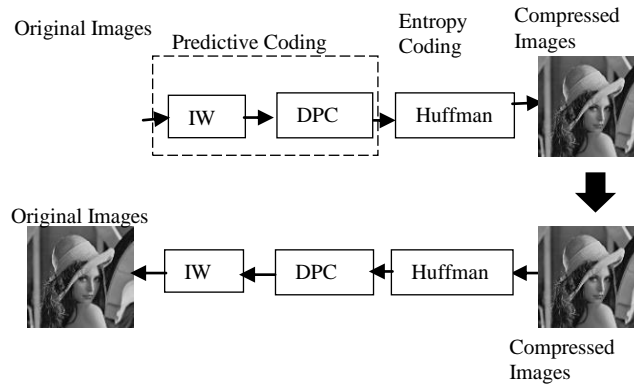 Original Images
Predictive Coding
Entropy
Coding
Compressed
Images
IW
DPC
Huffman
Original Images
IW
DPC
Huffman
Compressed
Images